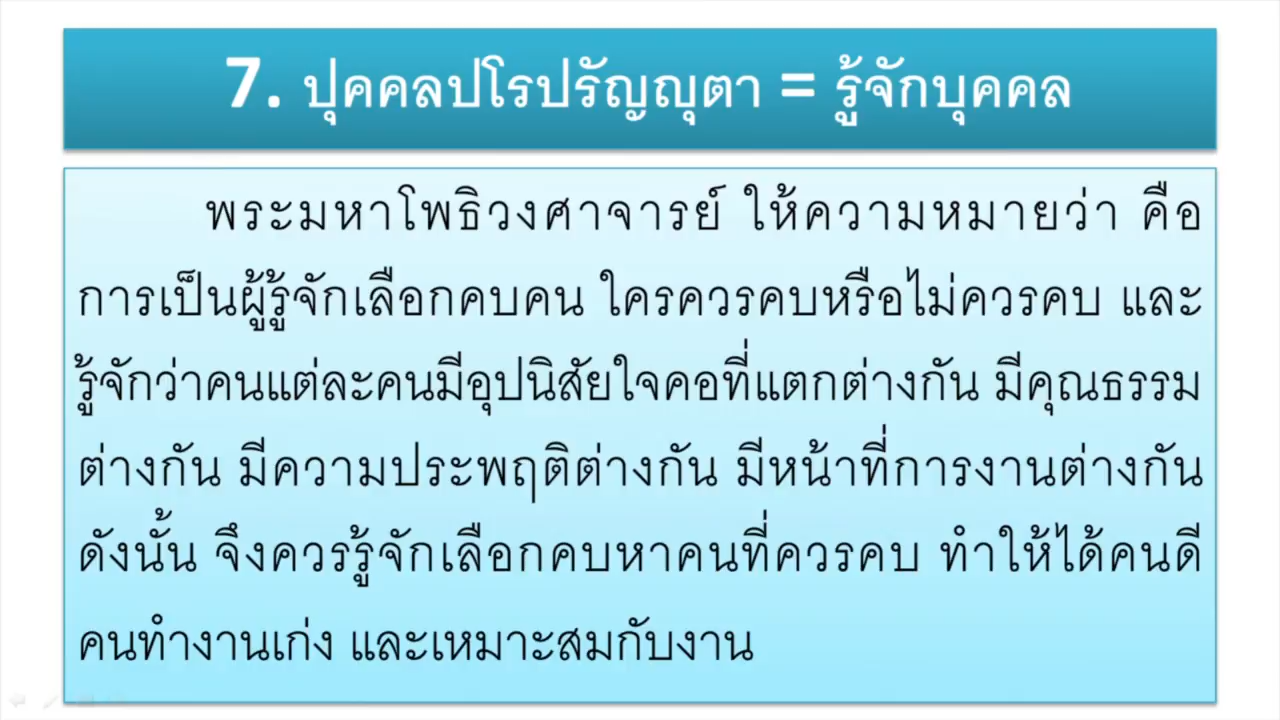 7. ปุคคลปโรปรัญญุตา = รู้จักบุคคล
พระมหาโพธิวงศาจารย์ ให้ความหมายว่า คือ
การเป็นผู้รู้จักเลือกคบคน ใครควรคบหรือไม่ควรคบ และ
รู้จักว่าคนแต่ละคนมีอุปนิสัยใจคอที่แตกต่างกัน มีคุณธรรม
ต่างกัน มีความประพฤติต่างกัน มีหน้าที่การงานต่างกัน
ดังนั้น จึงควรรู้จักเลือกคบหาคนที่ควรคบ ทำให้ได้คนดี
คนทำงานเก่ง และเหมาะสมกับงาน